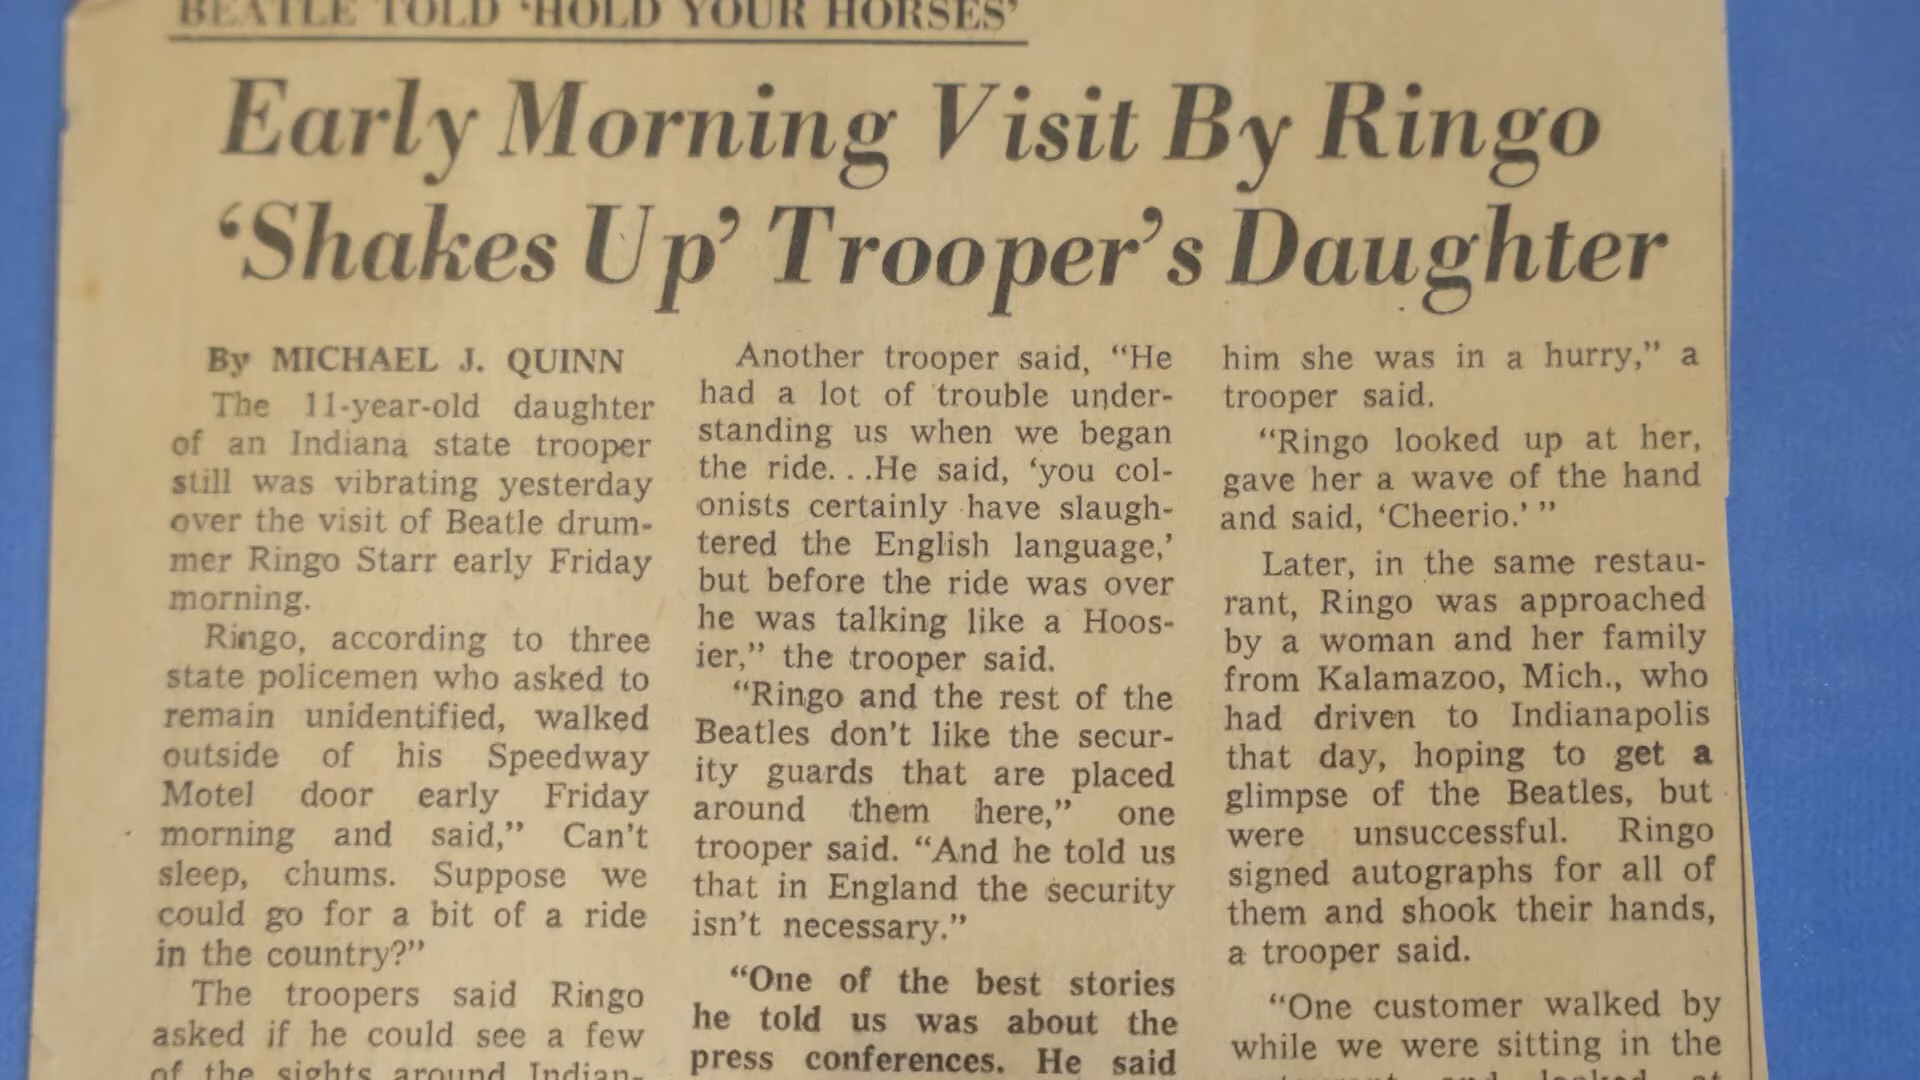 BEATLE TOLD ‘HOLD YOUR HORSES’
Early Morning Visit By Ringo
‘Shakes Up’ Trooper’s Daughter
By MICHAEL J. QUINN
The 11-year-old daughter
of an Indiana state trooper
still was vibrating yesterday
over the visit of Beatle drum-
mer Ringo Starr early Friday
morning.
Ringo, according to three
state policemen who asked to
remain unidentified, walked
outside of his Speedway
Motel door early Friday
morning and said,” Can’t
sleep, chums. Suppose we
could go for a bit of a ride
in the country?”
The troopers said Ringo
asked if he could see a few
of the sights around Indian-
Another trooper said, “He
had a lot of trouble under-
standing us when we began
the ride. . .He said, ‘you col-
onists certainly have slaugh-
tered the English language,’
but before the ride was over
he was talking like a Hoos-
ier,” the trooper said.
“Ringo and the rest of the
Beatles don’t like the secur-
ity guards that are placed
around them here,” one
trooper said. “And he told us
that in England the security
isn’t necessary.”
“One of the best stories
he told us was about the
press conferences. He said
him she was in a hurry,” a
trooper said.
“Ringo looked up at her,
gave her a wave of the hand
and said, ‘Cheerio.’ ”
Later, in the same restau-
rant, Ringo was approached
by a woman and her family
from Kalamazoo, Mich., who
had driven to Indianapolis
that day, hoping to get a
glimpse of the Beatles, but
were unsuccessful. Ringo
signed autographs for all of
them and shook their hands,
a trooper said.
“One customer walked by
while we were sitting in the